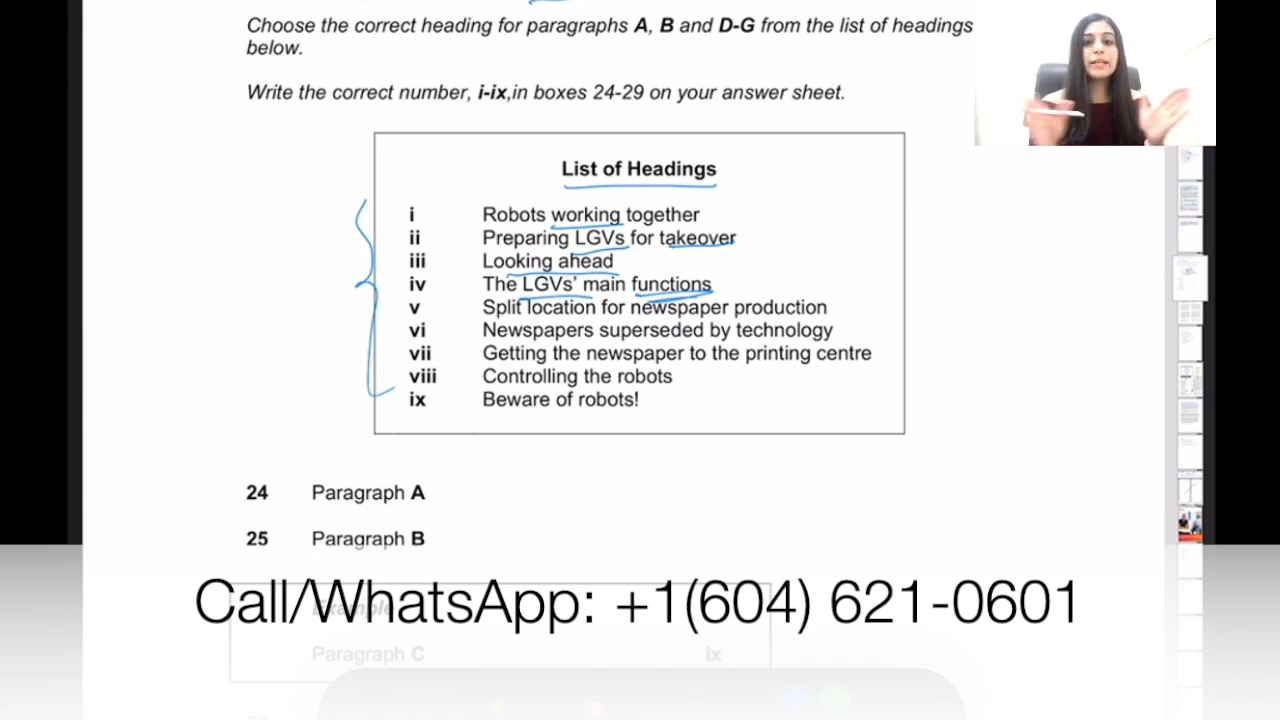 Choose the correct heading for paragraphs A, B and D-G from the list of headings
below.
Write the correct number, i-ix,in boxes 24-29 on your answer sheet.
List of Headings
i Robots working together
ii Preparing LGVs for takeover
iii Looking ahead
iv The LGVs' main functions
v Split location for newspaper production
vi Newspapers superseded by technology
vii Getting the newspaper to the printing centre
viii Controlling the robots
ix Beware of robots!
24 Paragraph A
25 Paragraph B
Example
Call/WhatsApp: +1(604) 621-0601
Paragraph C ix